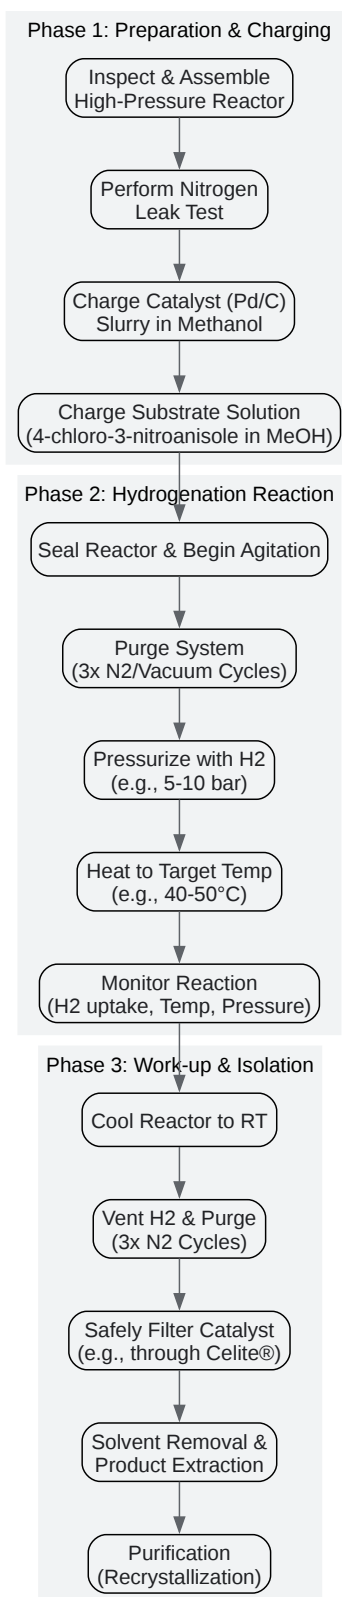 Phase 1: Preparation & Charging
Inspect & Assemble
High-Pressure Reactor
Perform Nitrogen
Leak Test
Charge Catalyst (Pd/C)
Slurry in Methanol
Charge Substrate Solution
(4-chloro-3-nitroanisole in MeOH)
Phase 2: Hydrogenation Reaction
Seal Reactor & Begin Agitation
Purge System
(3x N2/Vacuum Cycles)
Pressurize with H2
(e.g., 5-10 bar)
Heat to Target Temp
(e.g., 40-50°C)
Monitor Reaction
(H2 uptake, Temp, Pressure)
Phase 3: Work-up & Isolation
Cool Reactor to RT
Vent H2 & Purge
(3x N2 Cycles)
Safely Filter Catalyst
(e.g., through Celite®)
Solvent Removal &
Product Extraction
Purification
(Recrystallization)